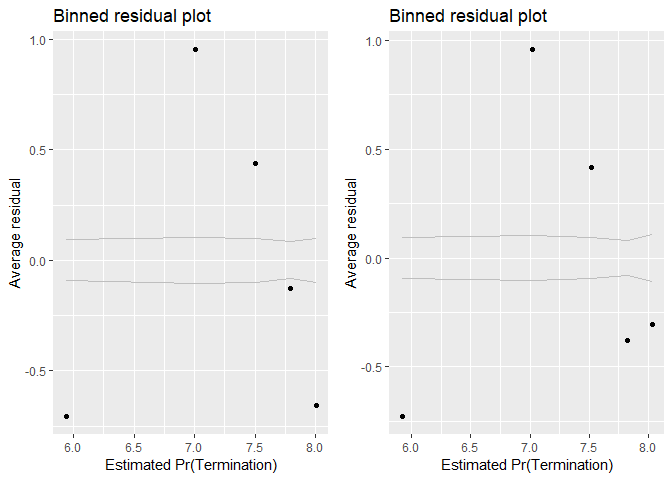 Binned residual plot
Average residual
1.0
0.5
0.0
-0.5
6.0 6.5 7.0 7.5 8.0
Estimated Pr(Termination)
Binned residual plot
Average residual
1.0
0.5
0.0
-0.5
6.0 6.5 7.0 7.5 8.0
Estimated Pr(Termination)